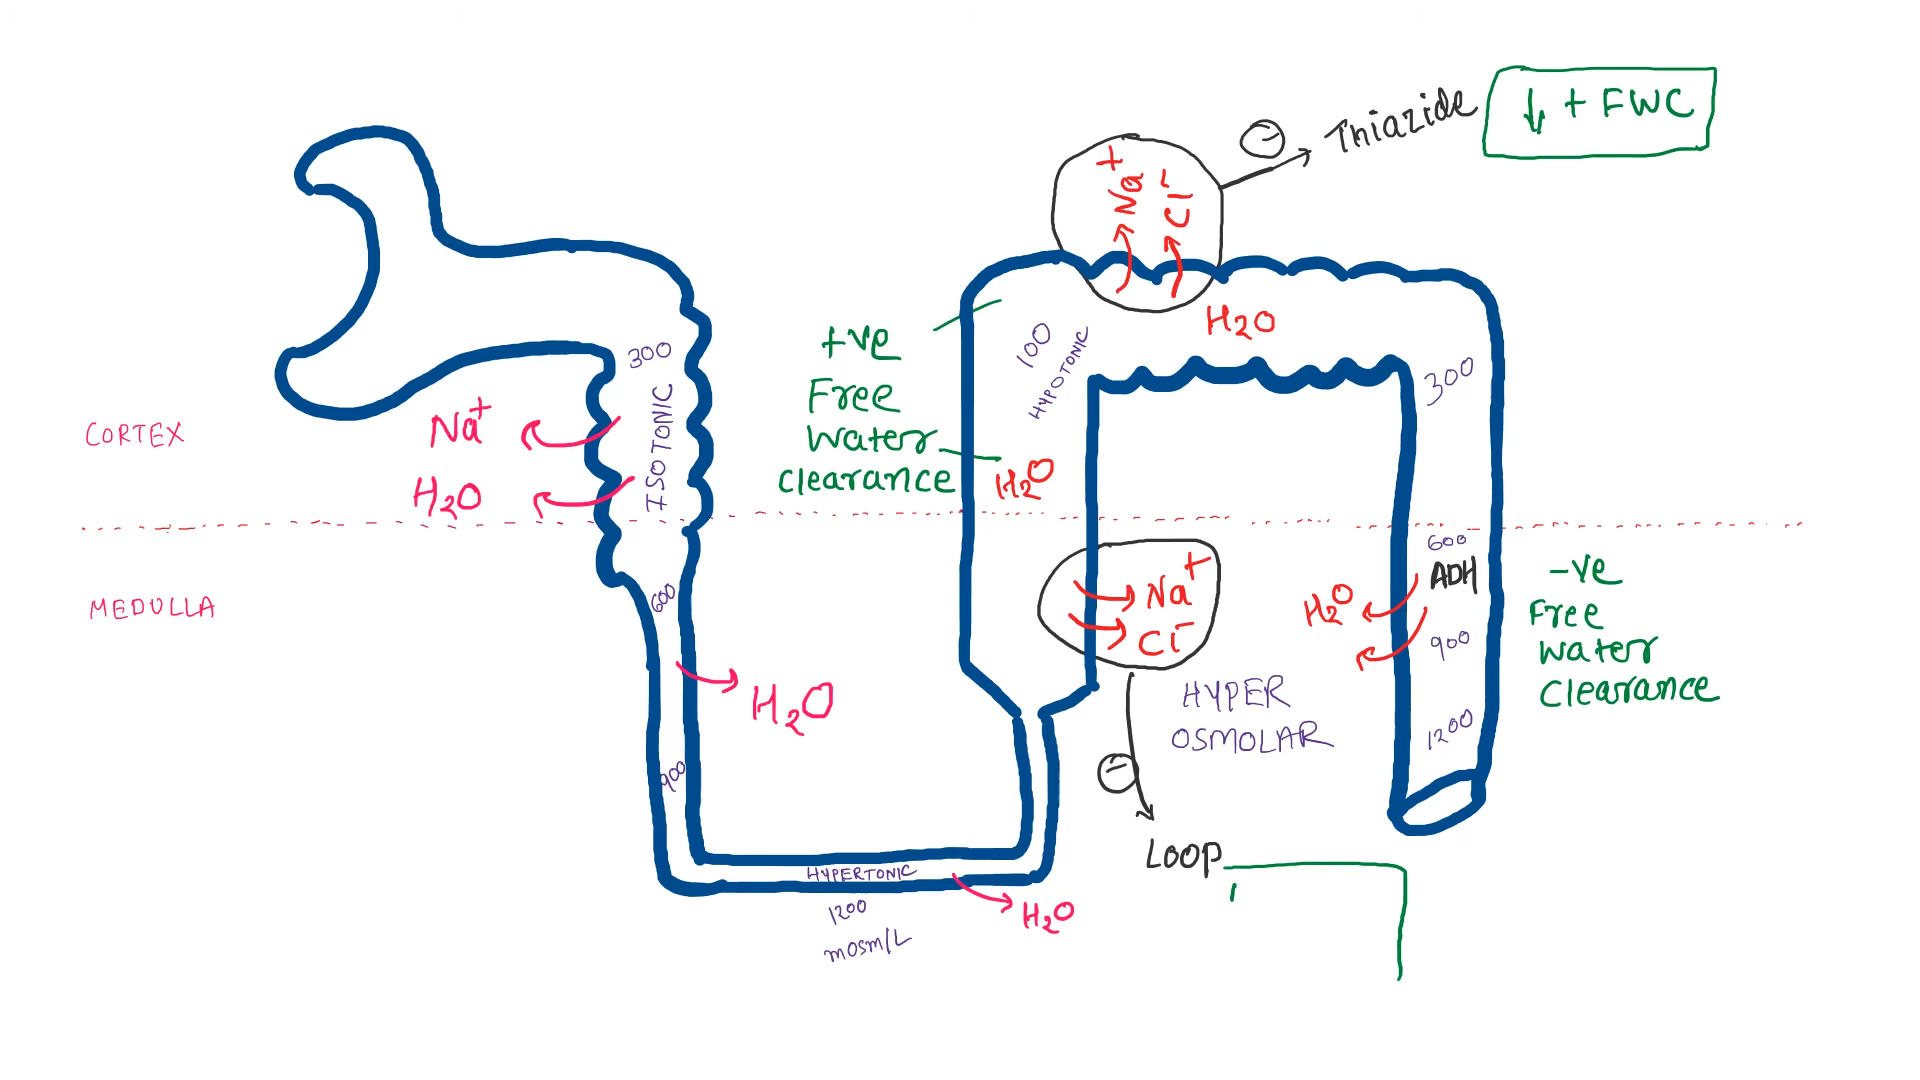 Thiazide
↓ + FWC
Na+
Cl-
H2O
300
ISOTONIC
Na+
H2O
CORTEX
MEDULLA
+ve
Free
Water
clearance
100
HYPOTONIC
H2O
300
600
ADH
900
1200
H2O
-ve
Free
Water
Clearance
Na+
Cl-
HYPER
OSMOLAR
600
H2O
900
LOOP
HYPERTONIC
1200
mosm/L
H2O